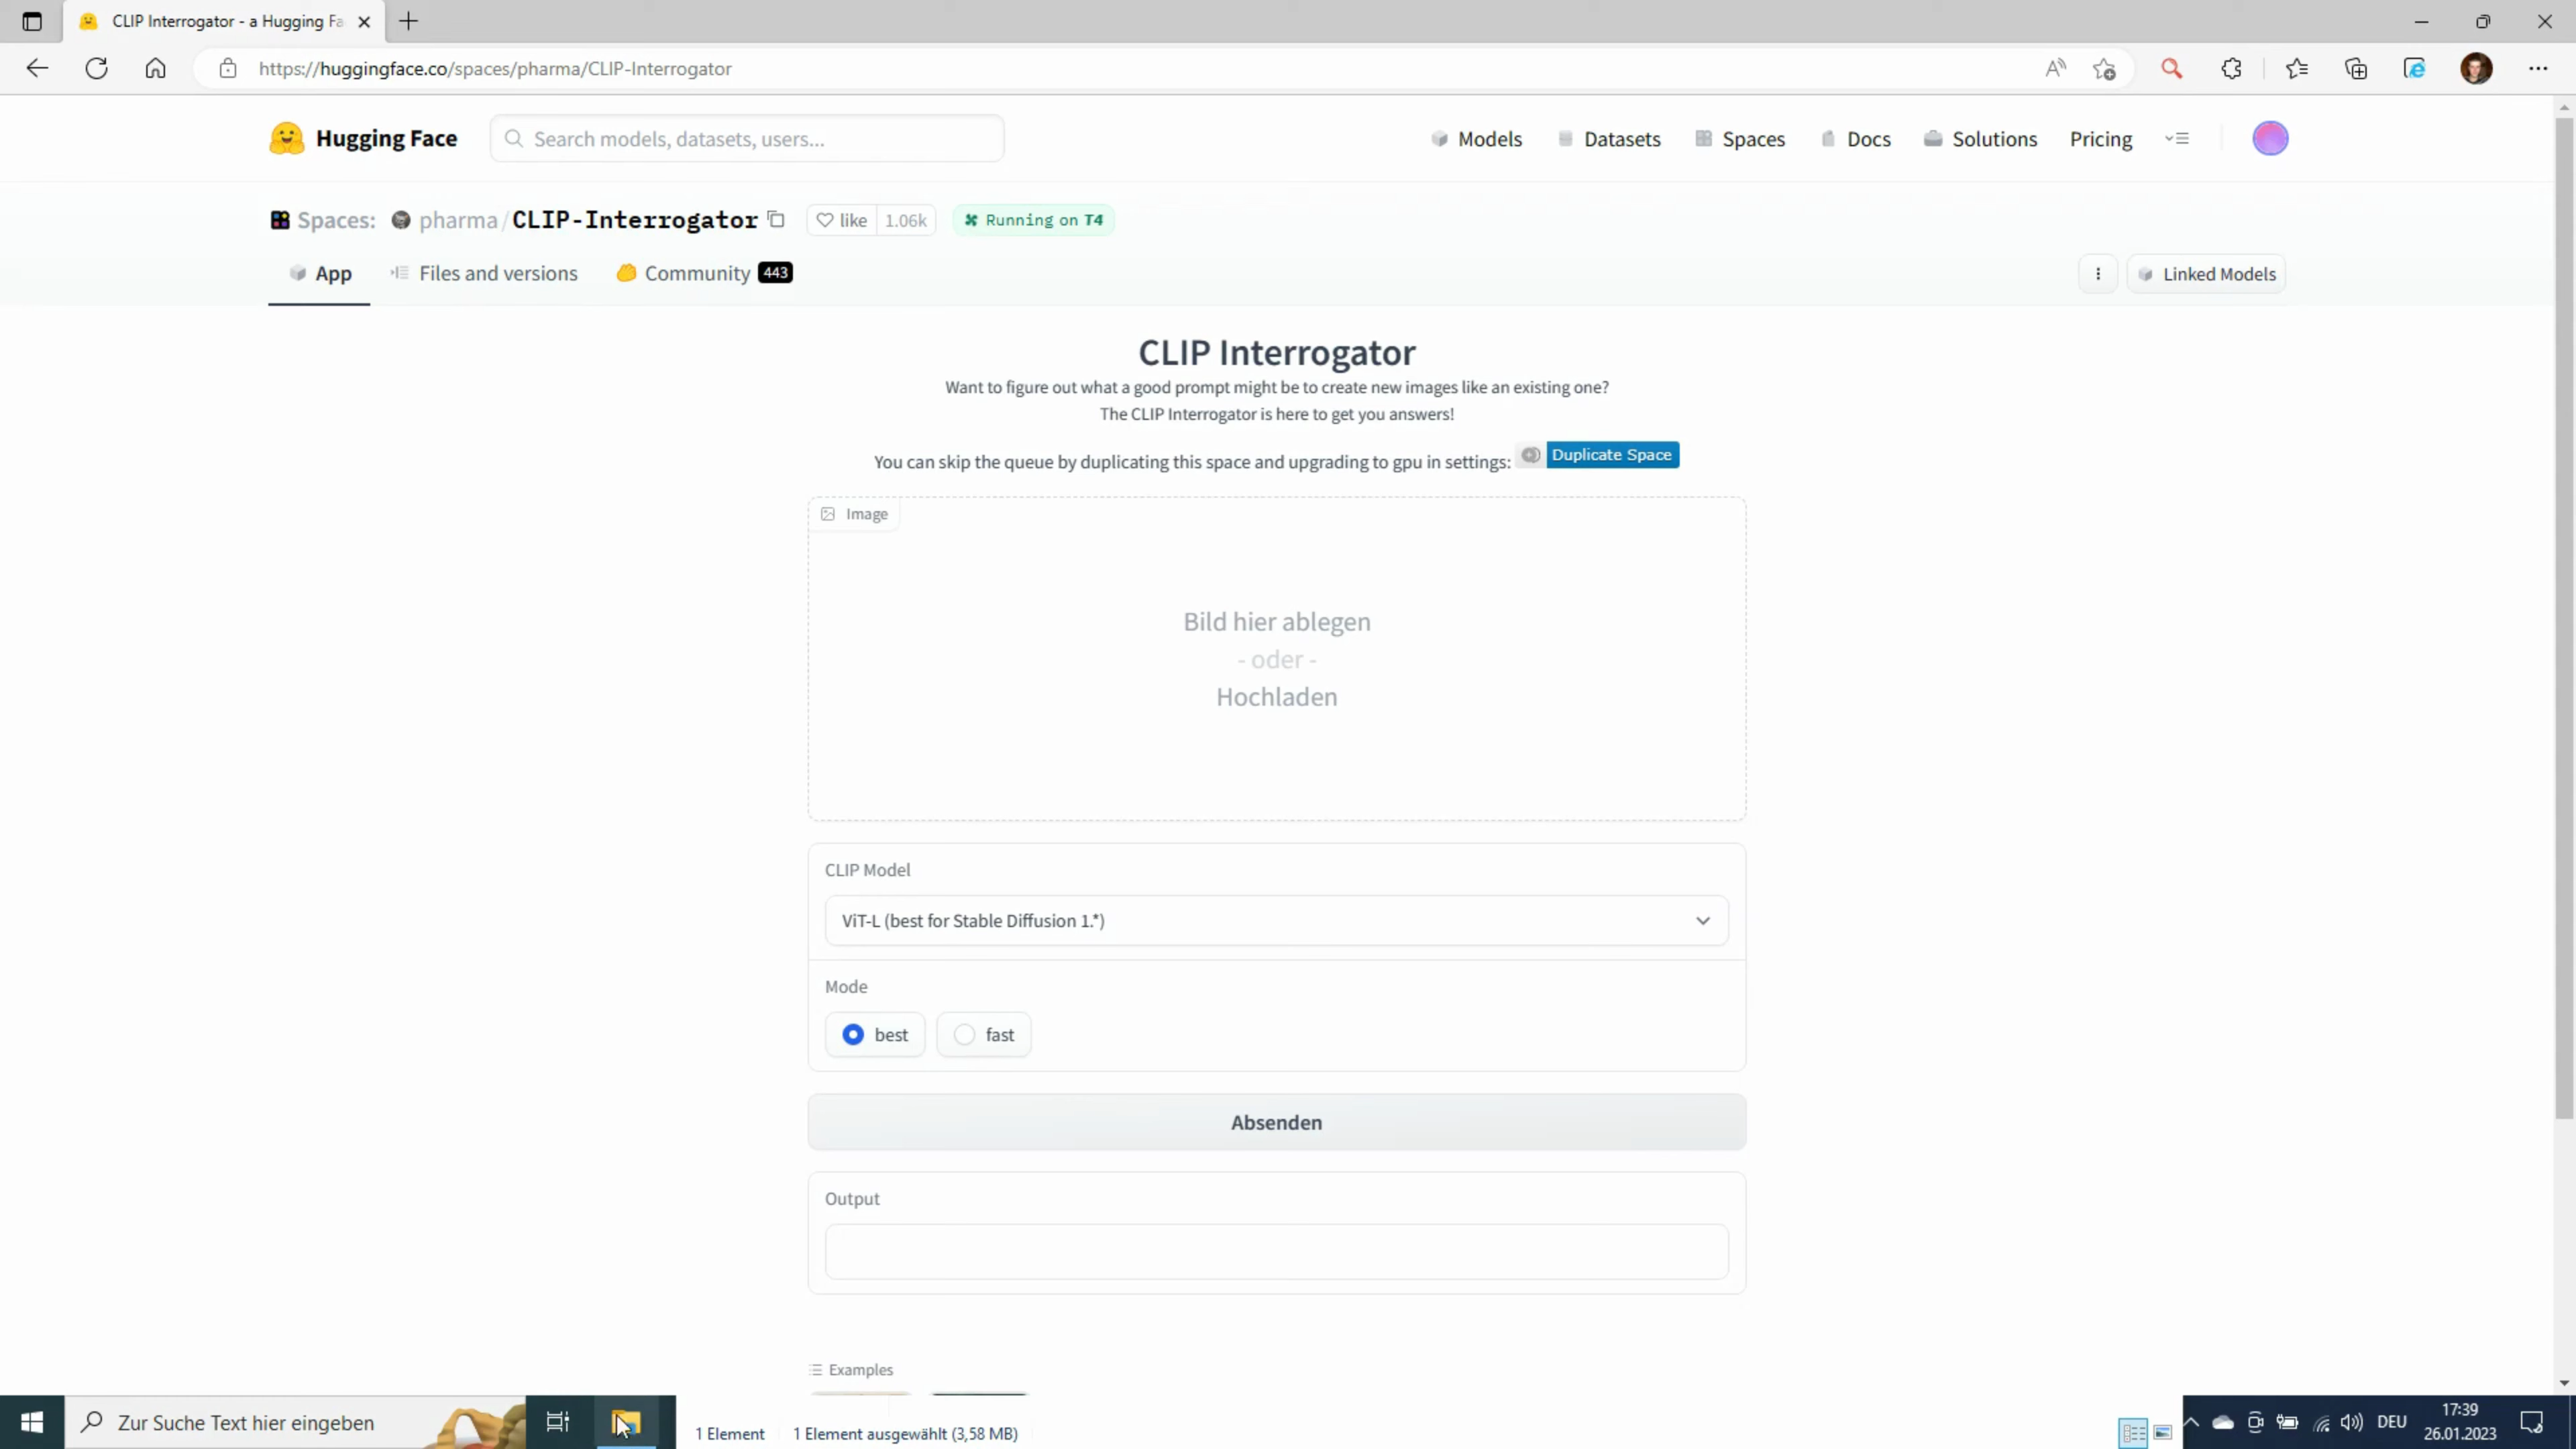 CLIP Interrogator - a Hugging Fa
https://huggingface.co/spaces/pharma/CLIP-Interrogator
Hugging Face
Search models, datasets, users...
Models
Datasets
Spaces
Docs
Solutions
Pricing
Spaces:
pharma/CLIP-Interrogator
like
1.06k
Running on T4
App
Files and versions
Community 443
Linked Models
CLIP Interrogator
Want to figure out what a good prompt might be to create new images like an existing one?
The CLIP Interrogator is here to get you answers!
You can skip the queue by duplicating this space and upgrading to gpu in settings:
Duplicate Space
Image
Bild hier ablegen
- oder -
Hochladen
CLIP Model
ViT-L (best for Stable Diffusion 1.*)
Mode
best
fast
Absenden
Output
Examples
Zur Suche Text hier eingeben
1 Element
1 Element ausgewählt (3,58 MB)
DEU
17:39
26.01.2023